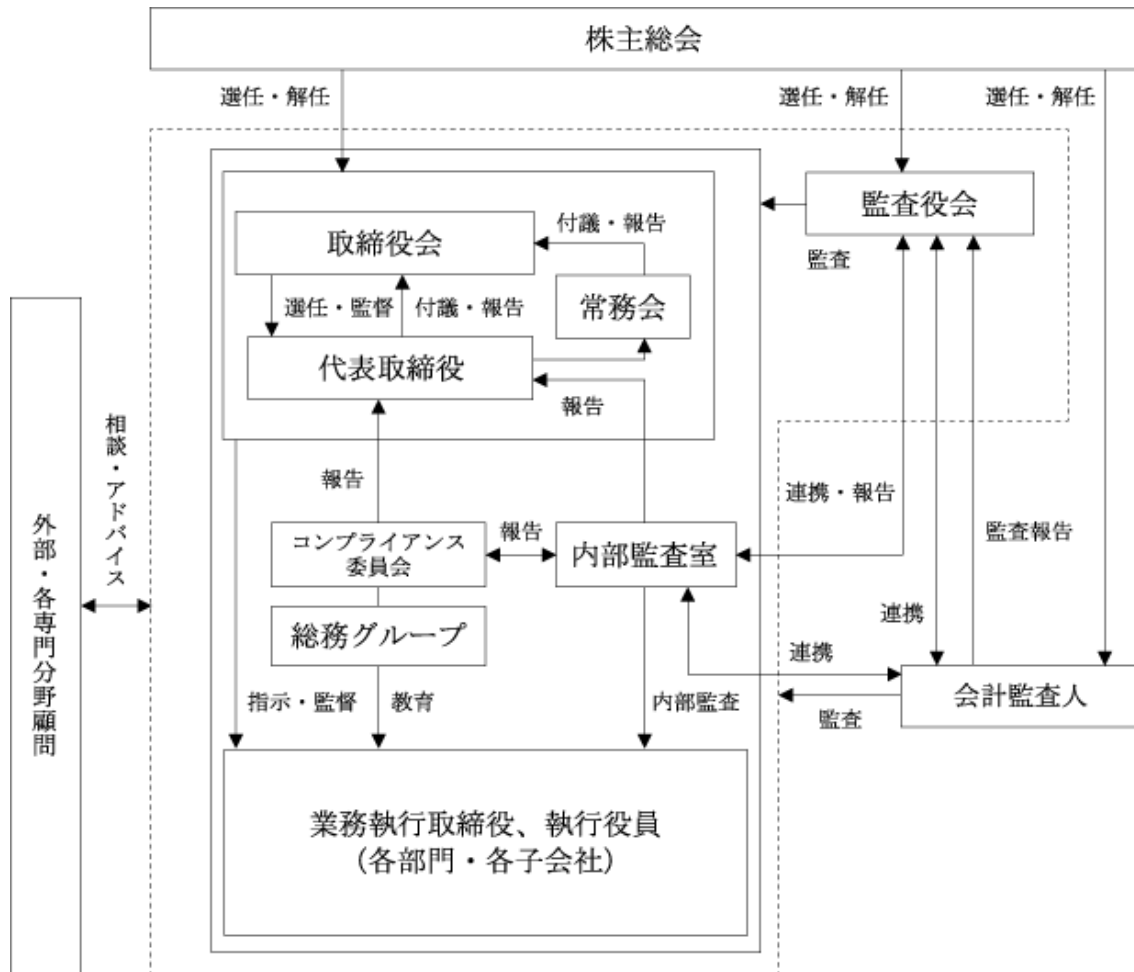 株主総会
選任・解任
選任・解任
選任・解任
監査役会
監査
取締役会
付議・報告
常務会
選任・監督
付議・報告
代表取締役
報告
報告
連携・報告
監査報告
コンプライアンス
委員会
報告
内部監査室
総務グループ
連携
連携
会計監査人
監査
指示・監督
教育
内部監査
業務執行取締役、執行役員
(各部門・各子会社)
相談・アドバイス
外部・各専門分野顧問